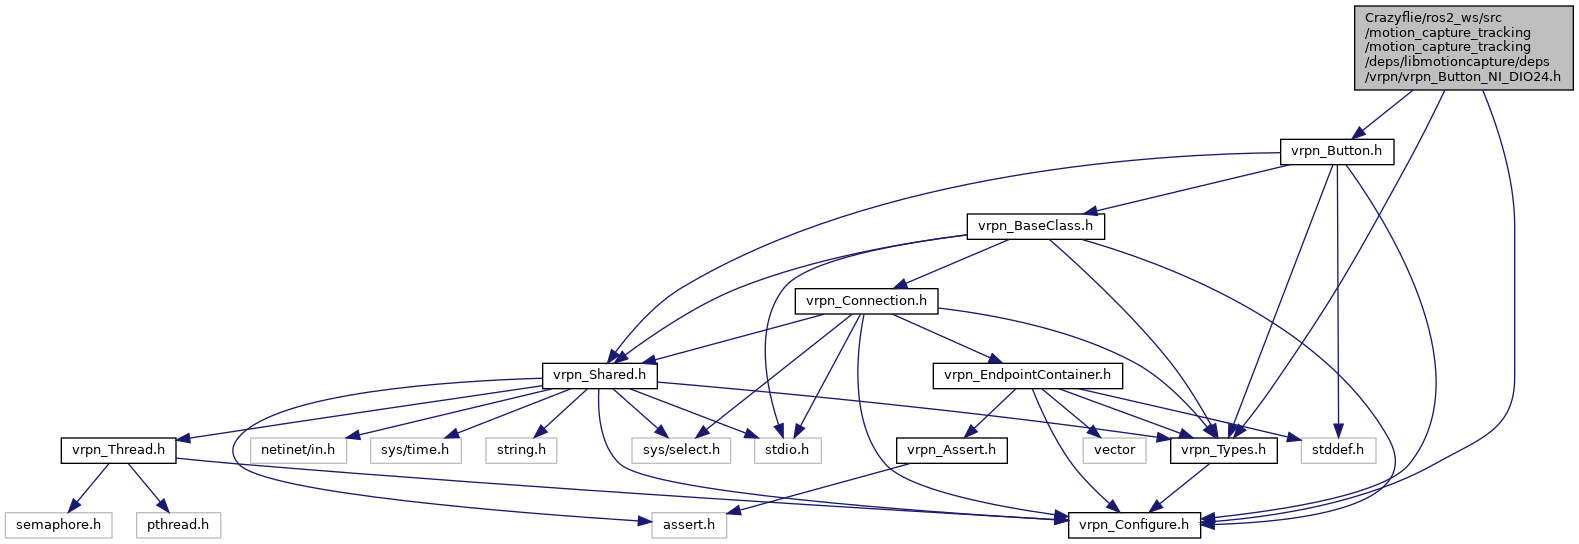 Crazyflie/ros2_ws/src
/motion_capture_tracking
/motion_capture_tracking
/deps/libmotioncapture/deps
/vrpn/vrpn_Button_NI_DIO24.h
vrpn_Button.h
vrpn_BaseClass.h
vrpn_Connection.h
vrpn_Shared.h
vrpn_EndpointContainer.h
vrpn_Thread.h
netinet/in.h
sys/time.h
string.h
sys/select.h
stdio.h
vrpn_Assert.h
vector
vrpn_Types.h
stddef.h
semaphore.h
pthread.h
assert.h
vrpn_Configure.h